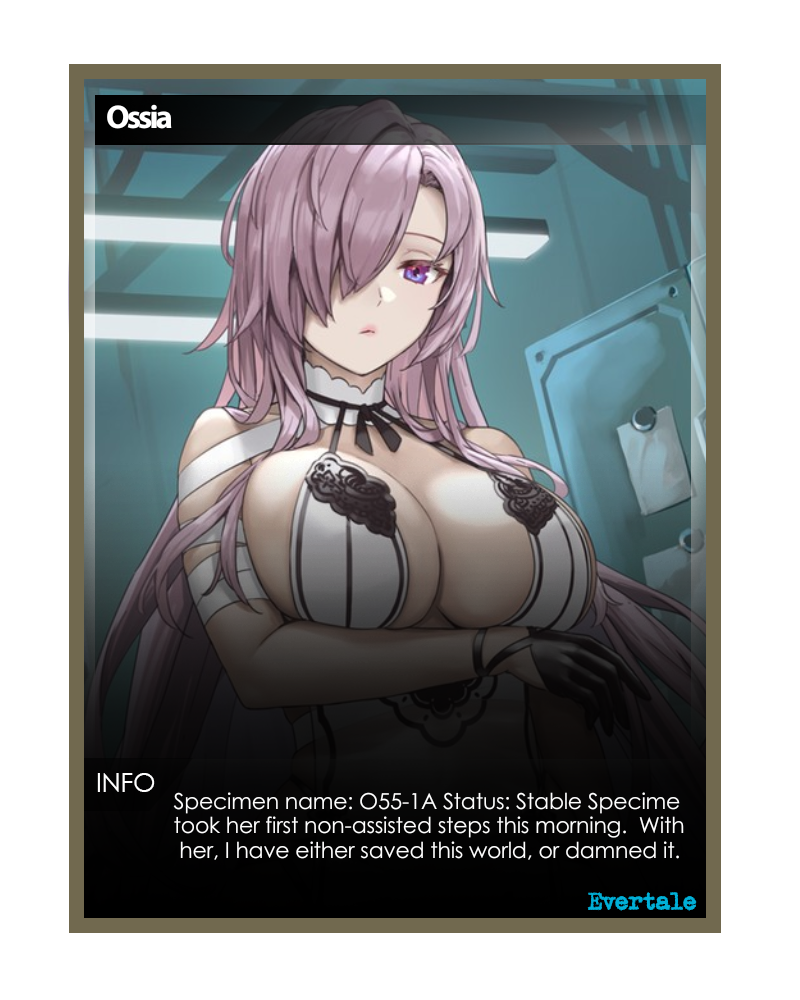 Ossia
INFO
Specimen name: O55-1A Status: Stable Specime
took her first non-assisted steps this morning.  With
her, I have either saved this world, or damned it.
Evertale